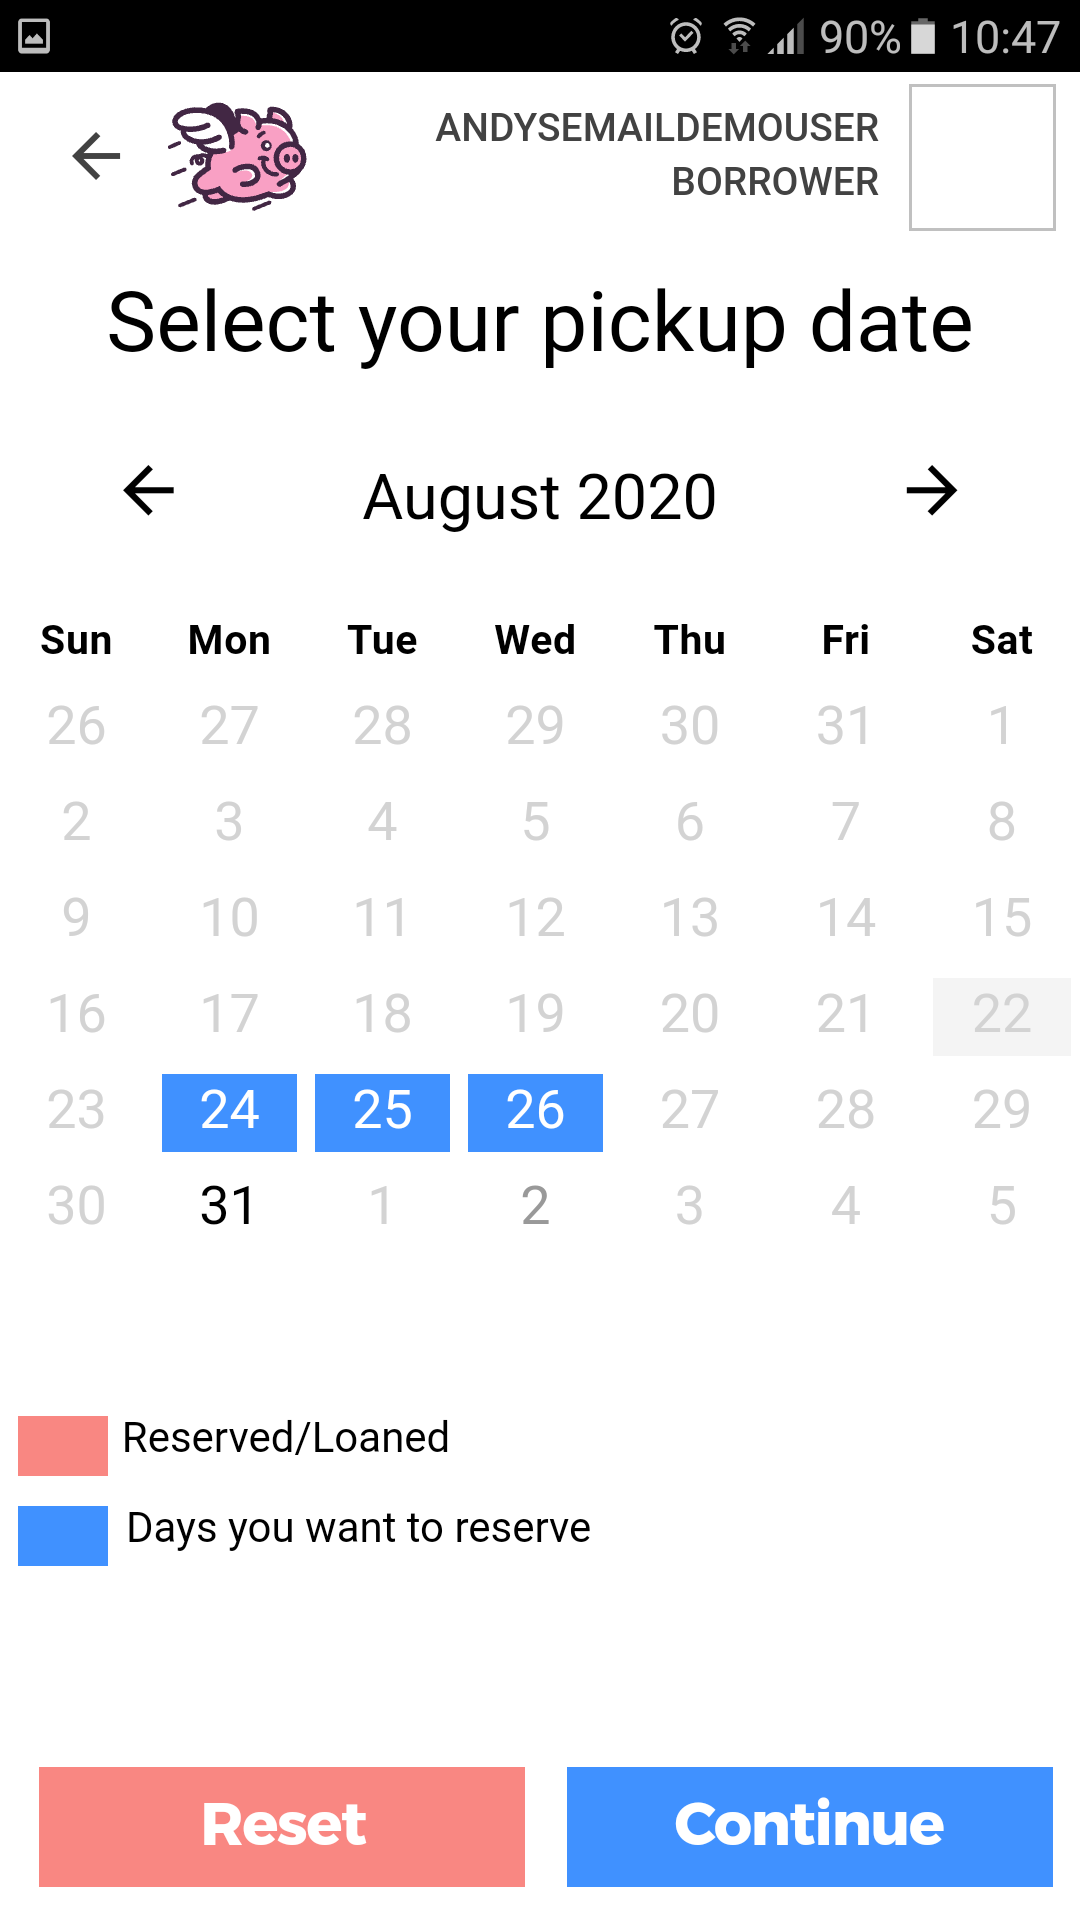 90% 10:47
ANDYSEMAILDEMOUSER
BORROWER
Select your pickup date
August 2020
Sun Mon Tue Wed Thu Fri Sat
26 27 28 29 30 31 1
2 3 4 5 6 7 8
9 10 11 12 13 14 15
16 17 18 19 20 21 22
23 24 25 26 27 28 29
30 31 1 2 3 4 5
Reserved/Loaned
Days you want to reserve
Reset Continue